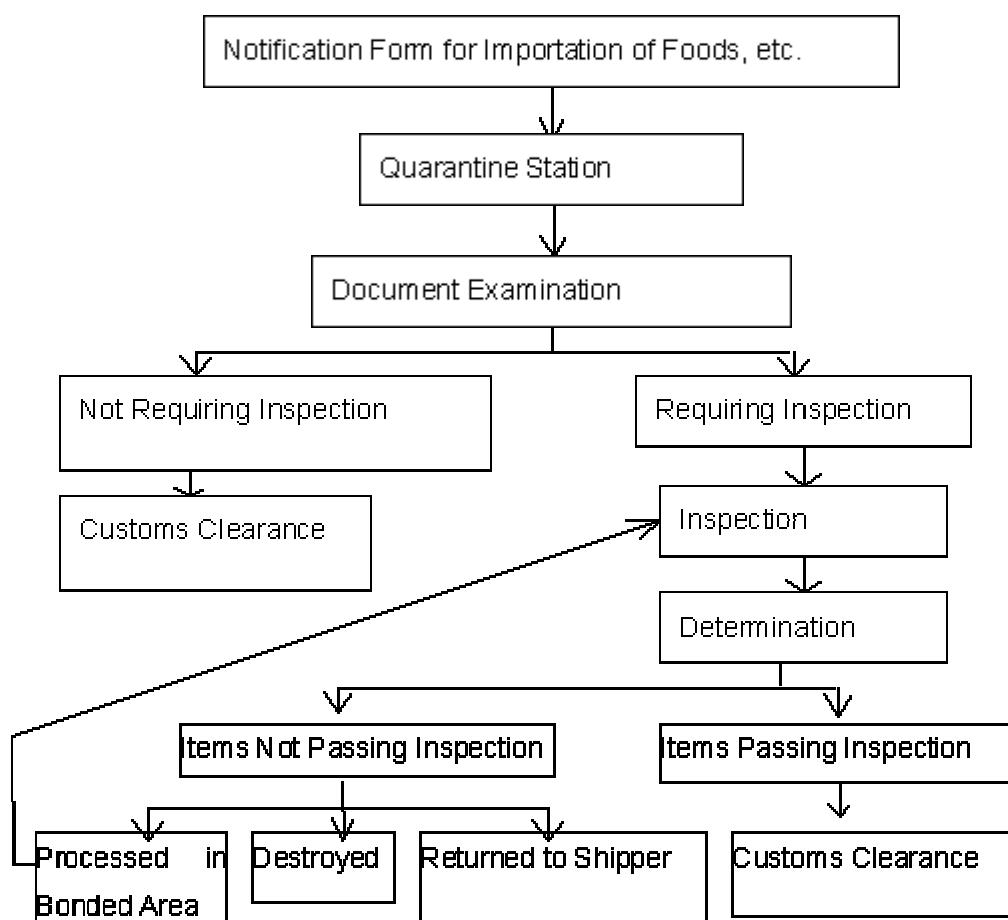 Notification Form for Importation of Foods, etc.
Quarantine Station
Document Examination
Not Requiring Inspection
Requiring Inspection
Customs Clearance
Inspection
Determination
Items Not Passing Inspection
Items Passing Inspection
Processed in
Bonded Area
Destroyed
Returned to Shipper
Customs Clearance